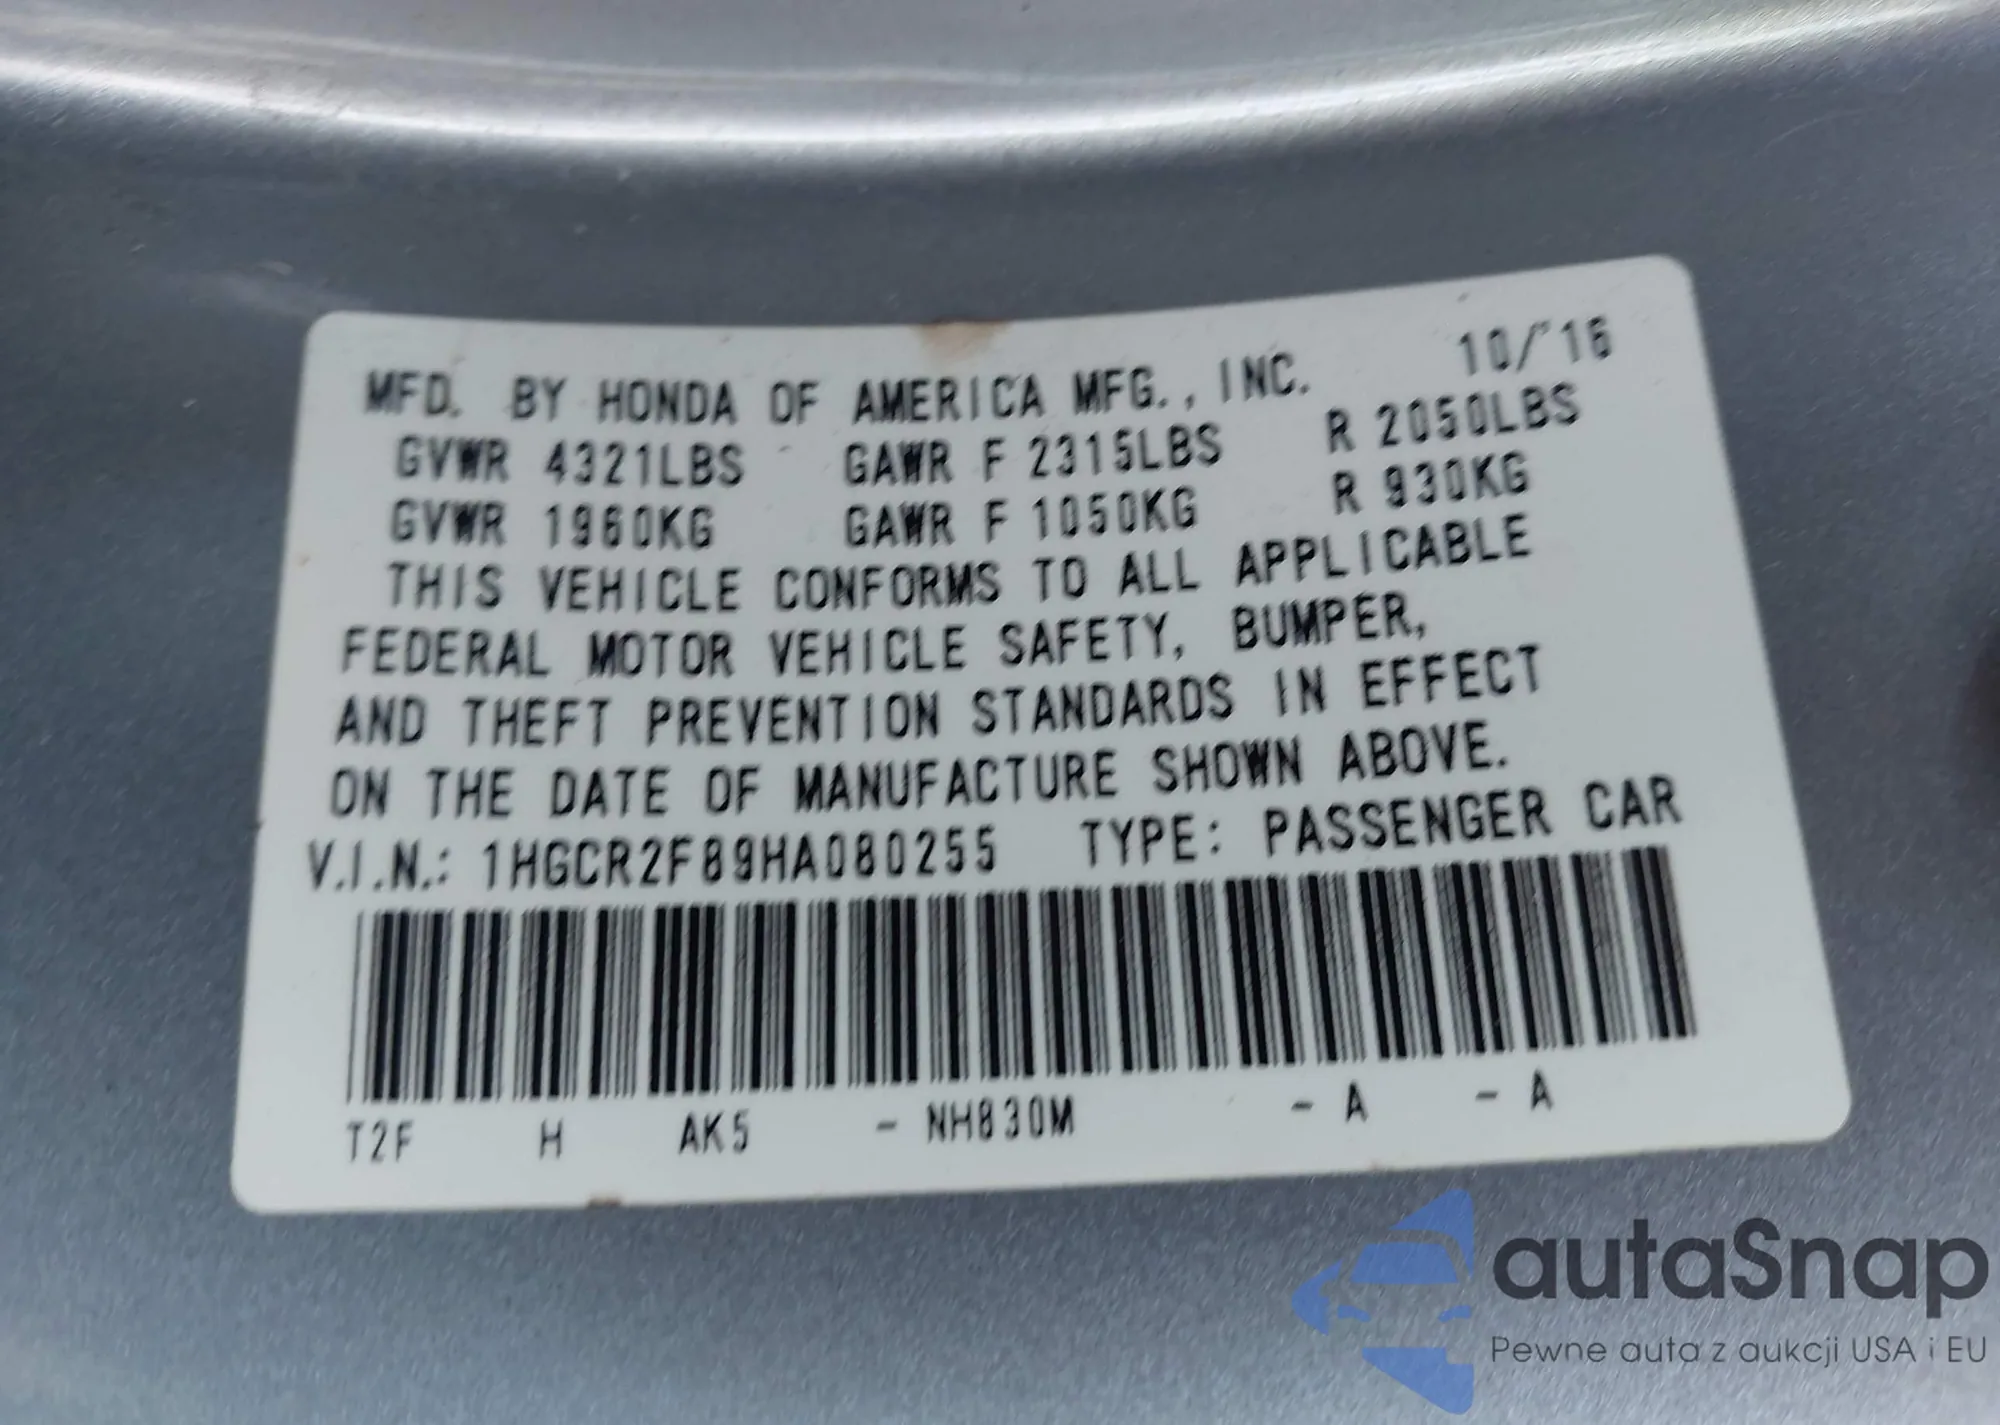 MFD. BY HONDA OF AMERICA MFG., INC. 10/'16
GVWR 4321LBS GAWR F 2315LBS R 2050LBS
GVWR 1960KG GAWR F 1050KG R 930KG
THIS VEHICLE CONFORMS TO ALL APPLICABLE
FEDERAL MOTOR VEHICLE SAFETY, BUMPER,
AND THEFT PREVENTION STANDARDS IN EFFECT
ON THE DATE OF MANUFACTURE SHOWN ABOVE.
V.I.N.: 1HGCR2F89HA080255 TYPE: PASSENGER CAR
T2F H AK5 - NH830M - A - A
autaSnap
Pewne auta z aukcji USA i EU